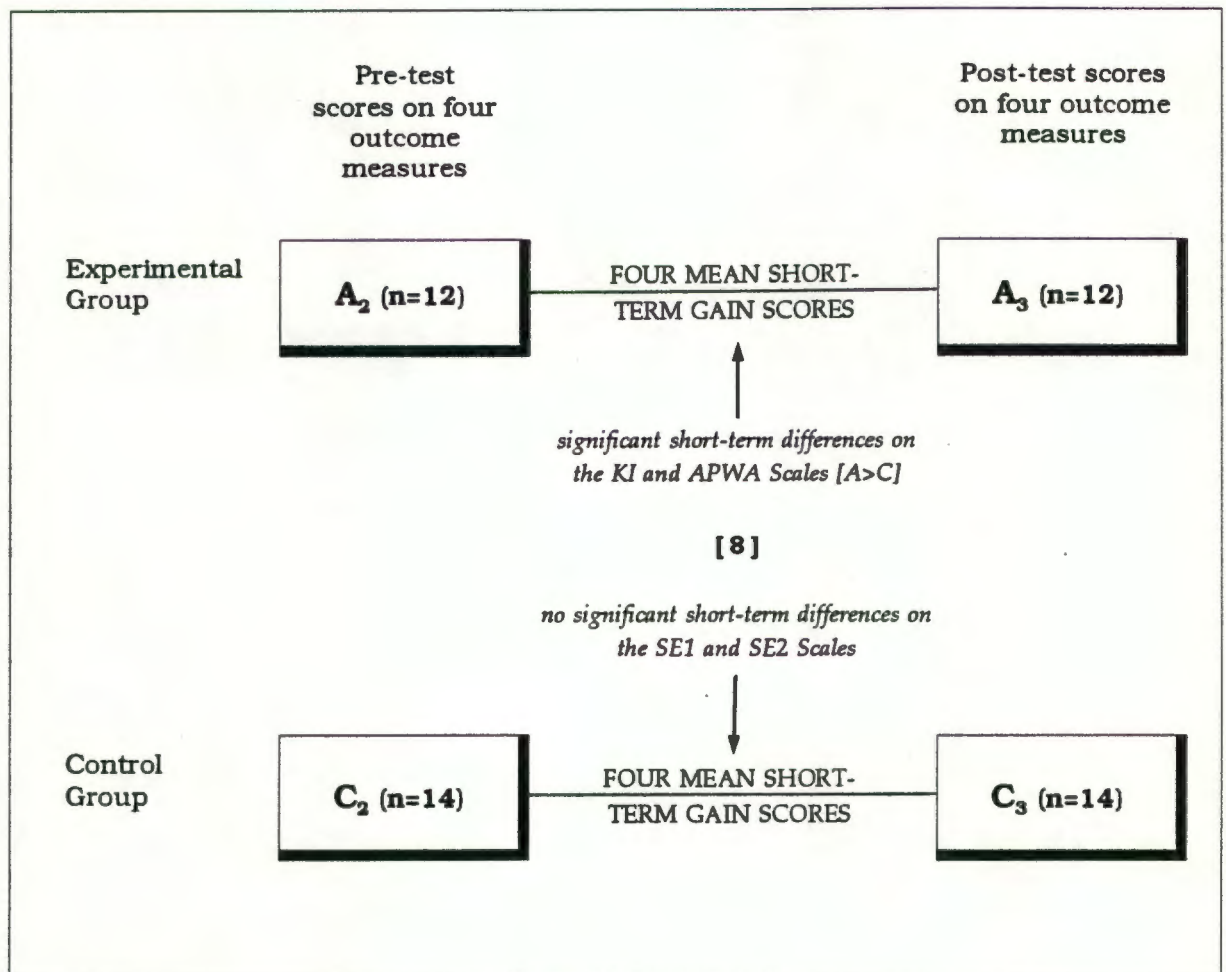 Pre-test
scores on four
outcome
measures
Post-test scores
on four outcome
measures
Experimental
Group
A₂ (n=12)
FOUR MEAN SHORT-
TERM GAIN SCORES
A₃ (n=12)
significant short-term differences on
the KI and APWA Scales [A>C]
[8]
no significant short-term differences on
the SE1 and SE2 Scales
Control
Group
C₂ (n=14)
FOUR MEAN SHORT-
TERM GAIN SCORES
C₃ (n=14)